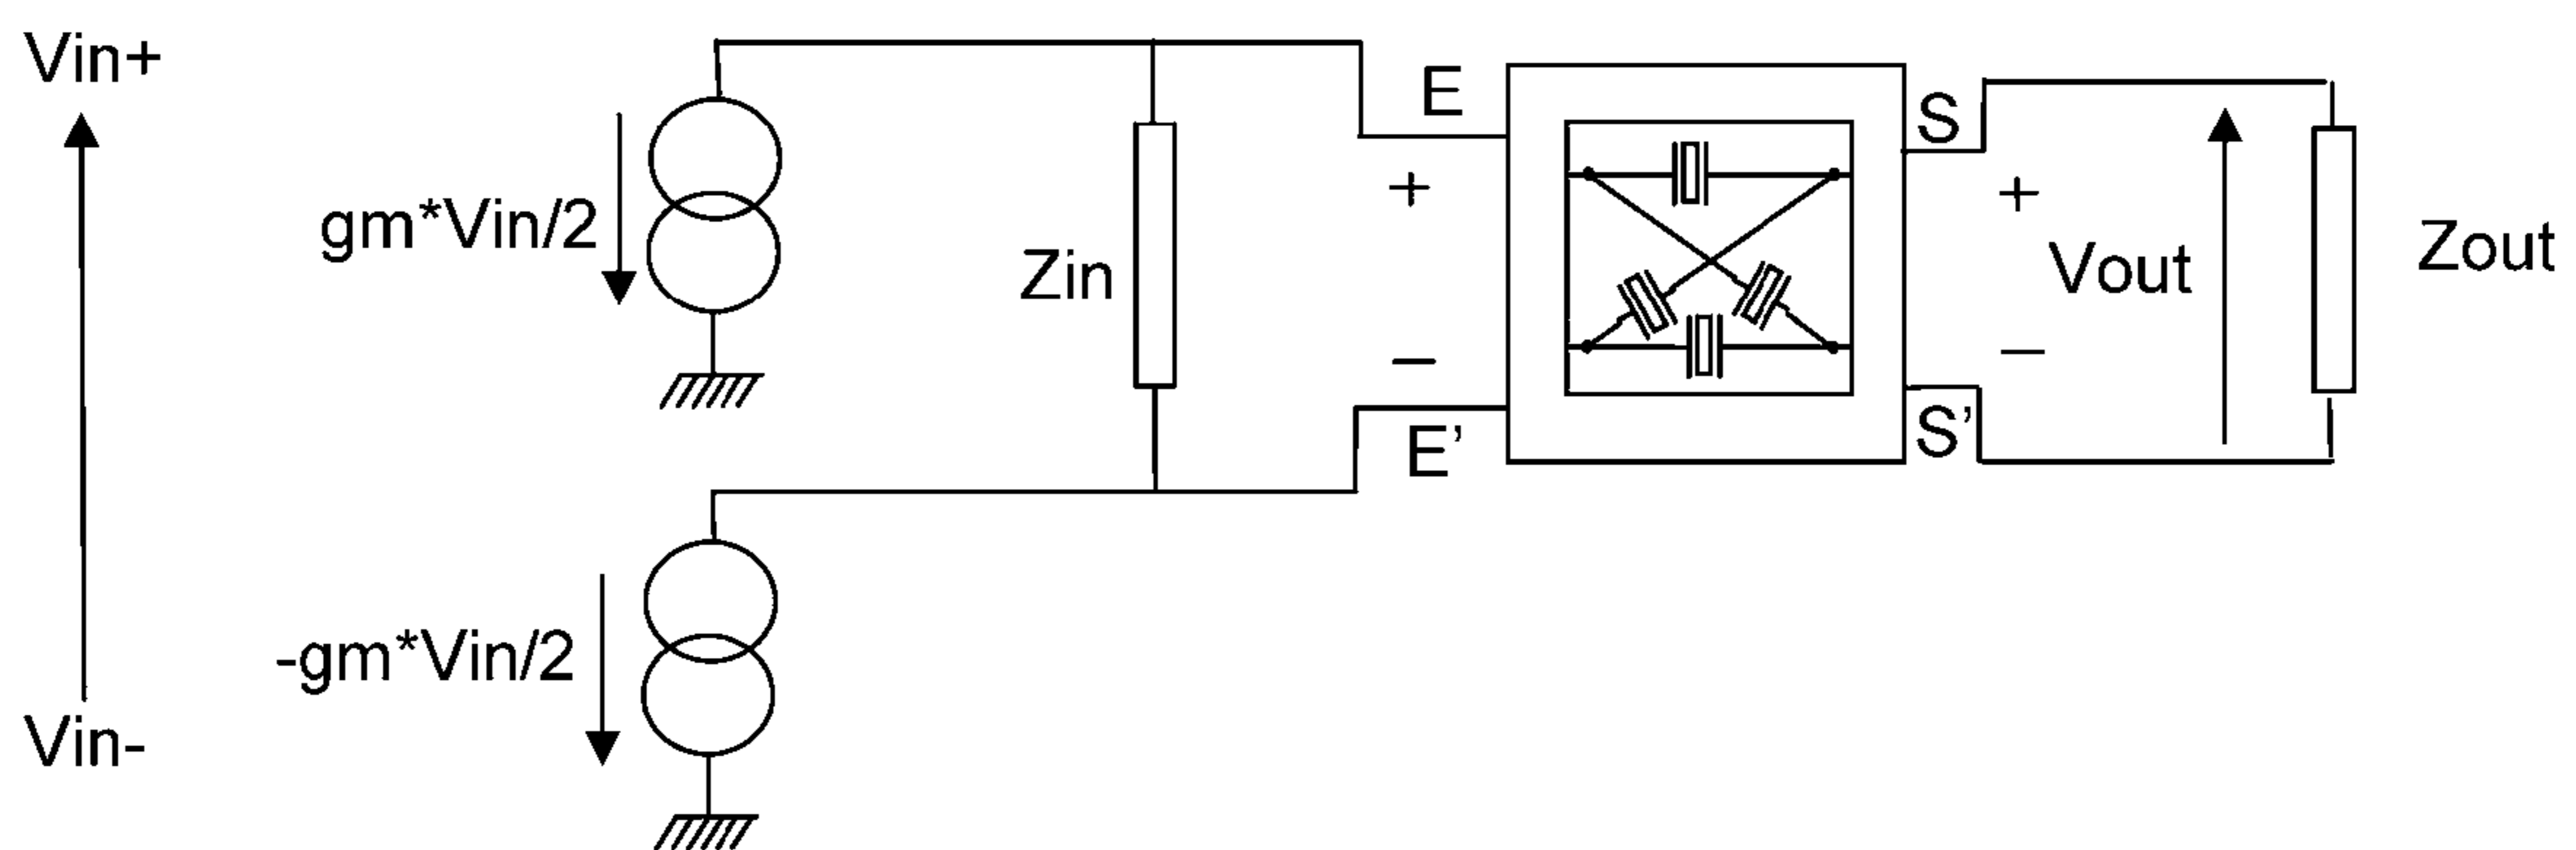 Vin+
gm*Vin/2
Zin
E
+
−
E’
S
+
Vout
−
S’
Zout
-gm*Vin/2
Vin-